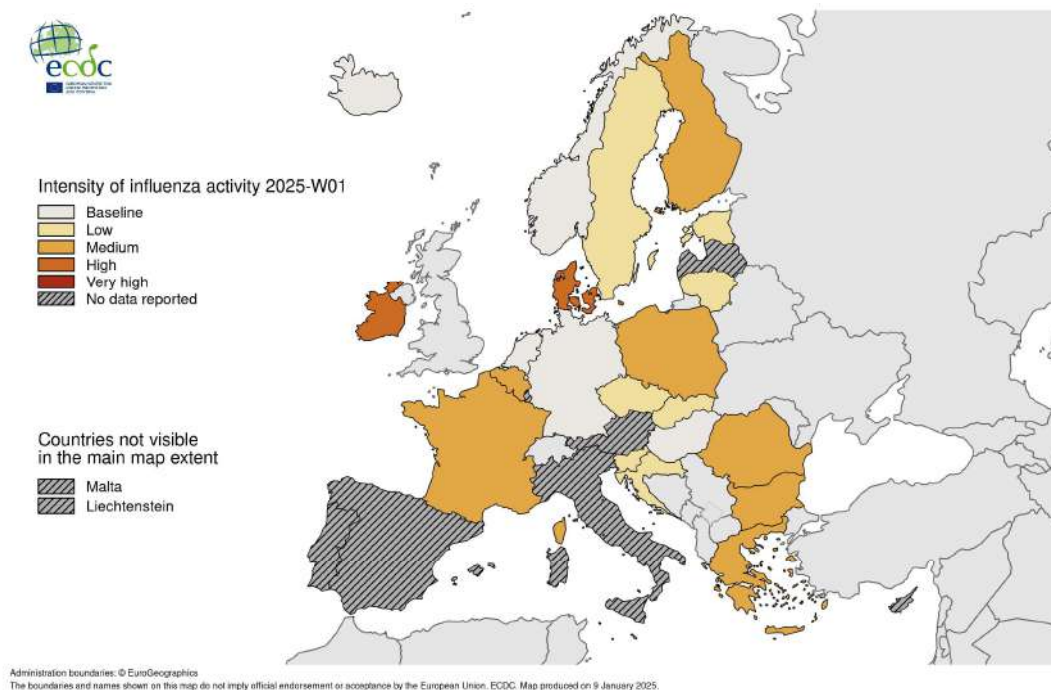 ecdc
Intensity of influenza activity 2025-W01
Baseline
Low
Medium
High
Very high
No data reported
Countries not visible
in the main map extent
Malta
Liechtenstein
Administration boundaries: © EuroGeographics
The boundaries and names shown on this map do not imply official endorsement or acceptance by the European Union. ECDC. Map produced on 9 January 2025.